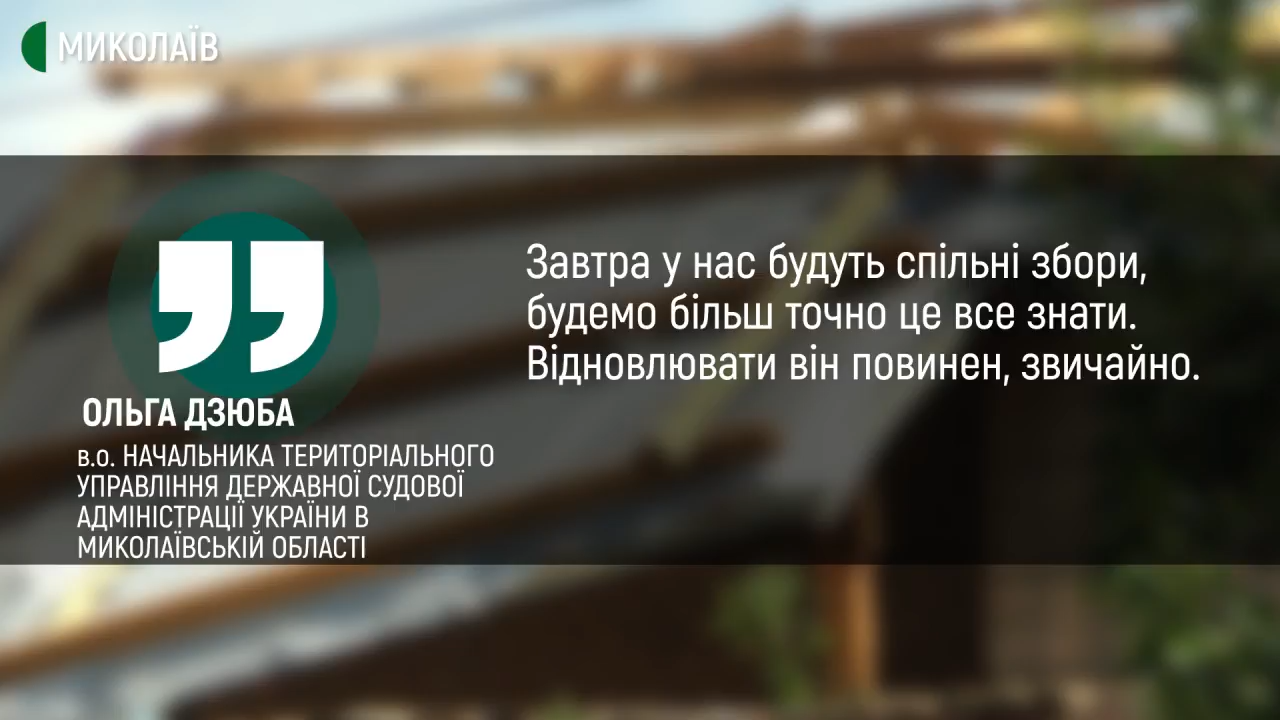 МИКОЛАЇВ
Завтра у нас будуть спільні збори,
будемо більш точно це все знати.
Відновлювати він повинен, звичайно.
ОЛЬГА ДЗЮБА
в.о. НАЧАЛЬНИКА ТЕРИТОРІАЛЬНОГО
УПРАВЛІННЯ ДЕРЖАВНОЇ СУДОВОЇ
АДМІНІСТРАЦІЇ УКРАЇНИ В
МИКОЛАЇВСЬКІЙ ОБЛАСТІ